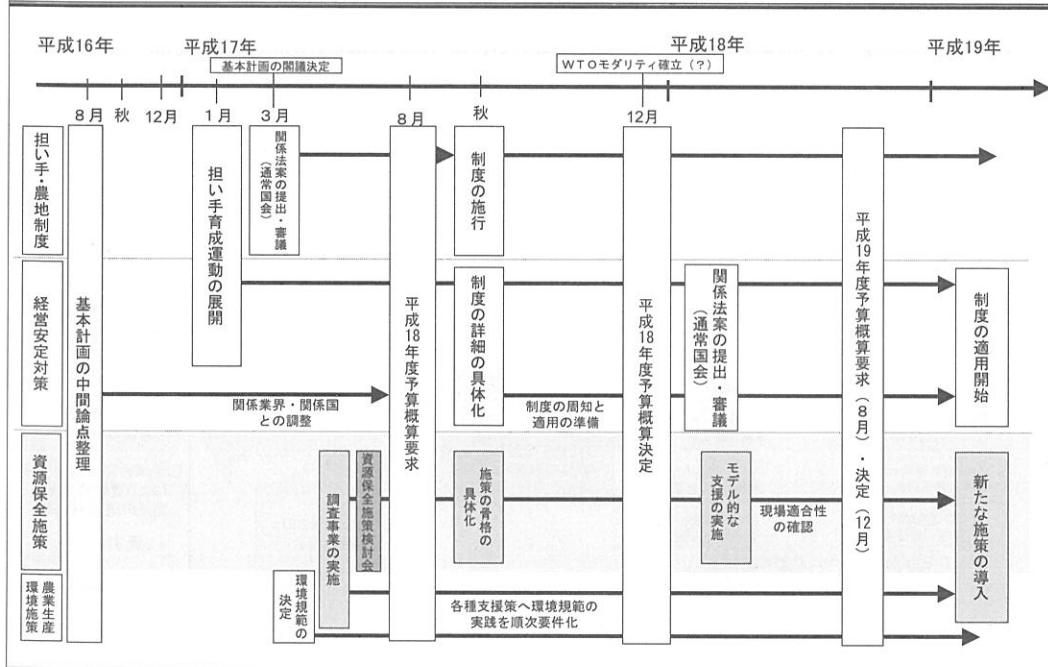 平成16年
平成17年
平成18年
平成19年
基本計画の閣議決定
WTOモダリティ確立(?)
8月
秋
12月
1月
3月
8月
秋
12月
担い手・農地制度
経営安定対策
資源保全施策
農業生産
環境施策
基本計画の中間論点整理
担い手育成運動の展開
関係法案の提出・審議
(通常国会)
制度の施行
平成18年度予算概算要求
制度の詳細の具体化
平成18年度予算概算決定
関係法案の提出・審議
(通常国会)
平成19年度予算概算要求(8月)・決定(12月)
制度の適用開始
関係業界・関係国
との調整
制度の周知と
適用の準備
調査事業の実施
資源保全施策検討会
施策の骨格の
具体化
モデル的な
支援の実施
現場適合性
の確認
新たな施策の導入
環境規範の
決定
各種支援策へ環境規範の
実践を順次要件化